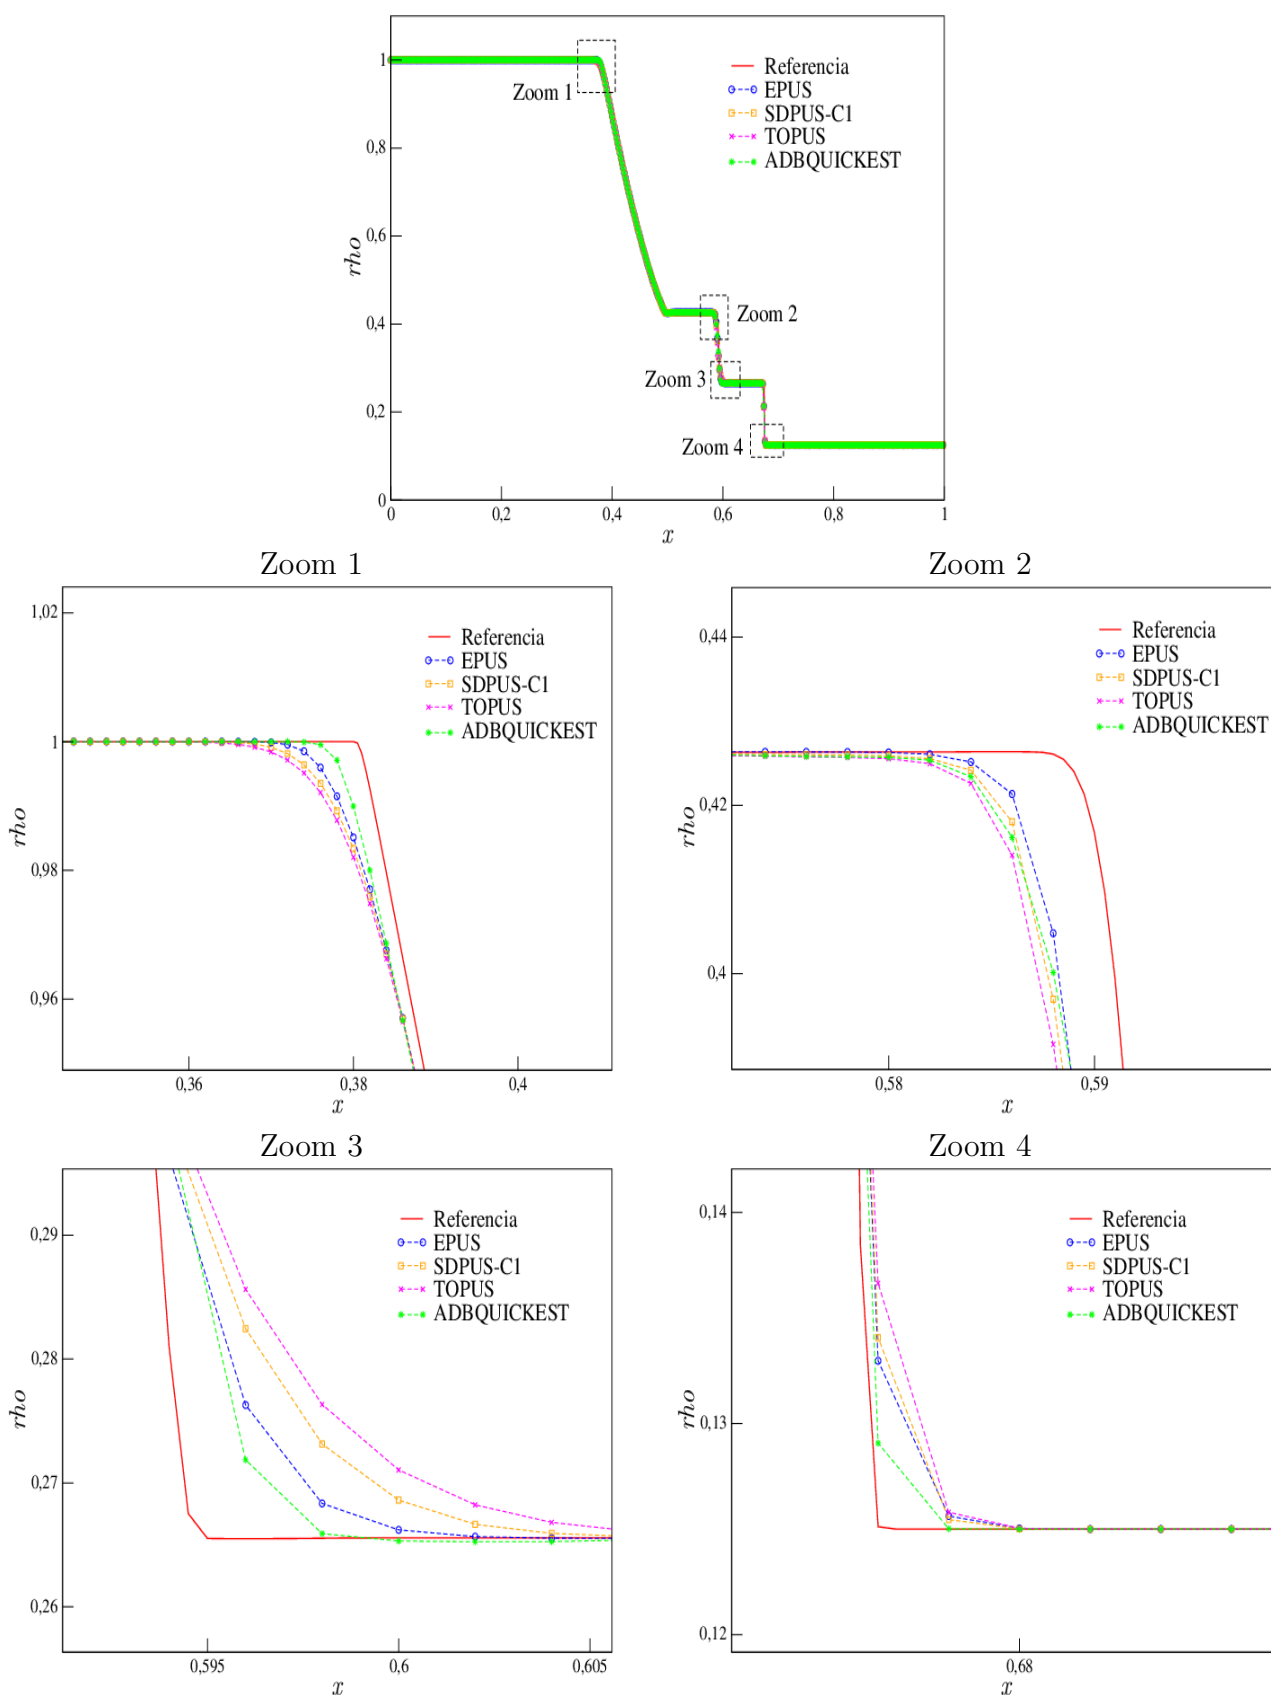 1
0,8
0,6
0,4
0,2
0
rho
Zoom 1
Zoom 2
Zoom 3
Zoom 4
Referencia
EPUS
SDPUS-C1
TOPUS
ADBQUICKEST
0 0,2 0,4 0,6 0,8 1
x
Zoom 1
1,02
1
0,98
0,96
rho
Referencia
EPUS
SDPUS-C1
TOPUS
ADBQUICKEST
0,36 0,38 0,4
x
Zoom 2
0,44
0,42
0,4
rho
Referencia
EPUS
SDPUS-C1
TOPUS
ADBQUICKEST
0,58 0,59
x
Zoom 3
0,29
0,28
0,27
0,26
rho
Referencia
EPUS
SDPUS-C1
TOPUS
ADBQUICKEST
0,595 0,6 0,605
x
Zoom 4
0,14
0,13
0,12
rho
Referencia
EPUS
SDPUS-C1
TOPUS
ADBQUICKEST
0,68
x